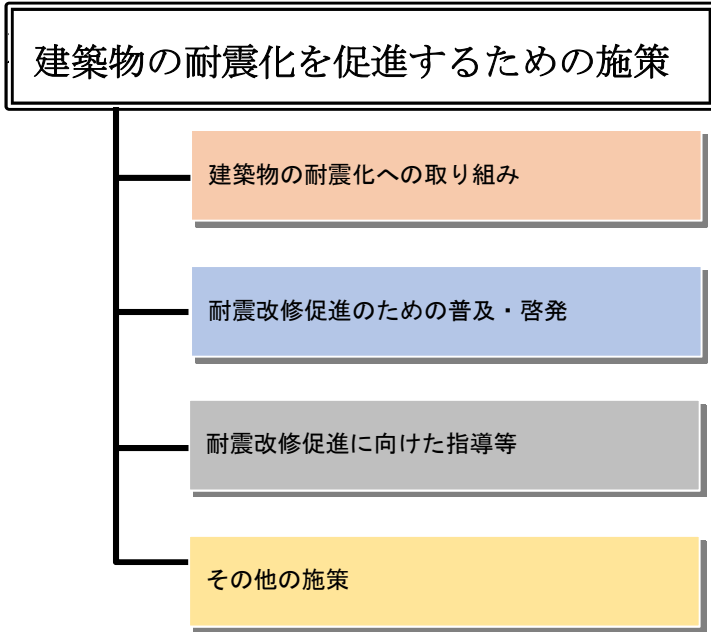 建築物の耐震化を促進するための施策
建築物の耐震化への取り組み
耐震改修促進のための普及・啓発
耐震改修促進に向けた指導等
その他の施策